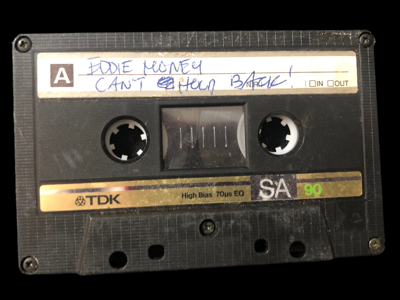 A EDDIE MONEY
CAN'T HOLD BACK!
IN OUT
TDK High Bias 70μs EQ SA 90